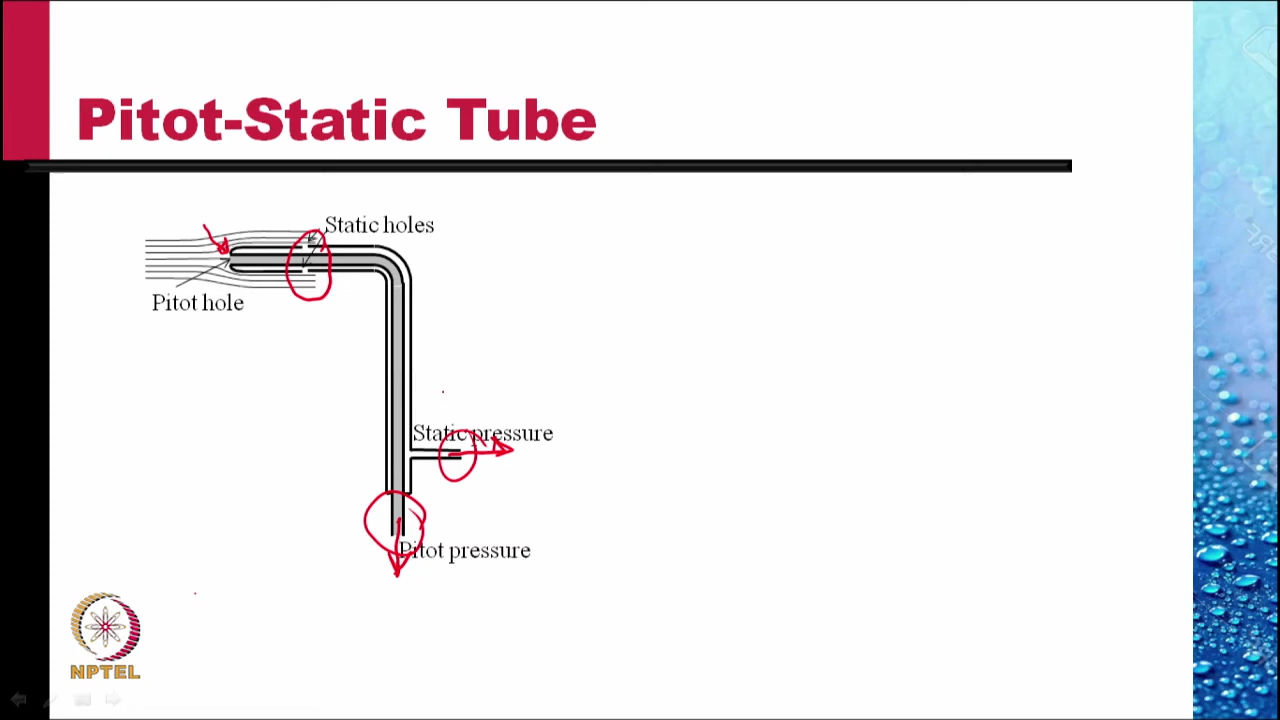 Pitot-Static Tube
Static holes
Pitot hole
Static pressure
Pitot pressure
NPTEL